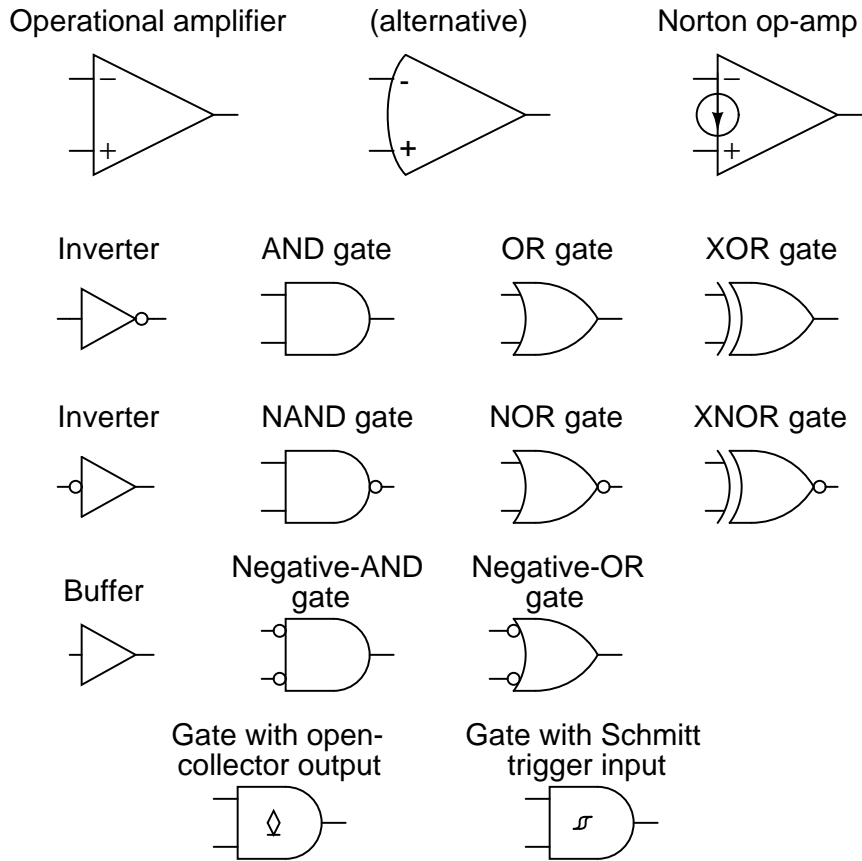 Operational amplifier
(alternative)
Norton op-amp
−
+
-
+
−
+
Inverter
AND gate
OR gate
XOR gate
Inverter
NAND gate
NOR gate
XNOR gate
Buffer
Negative-AND
gate
Negative-OR
gate
Gate with open-
collector output
Gate with Schmitt
trigger input